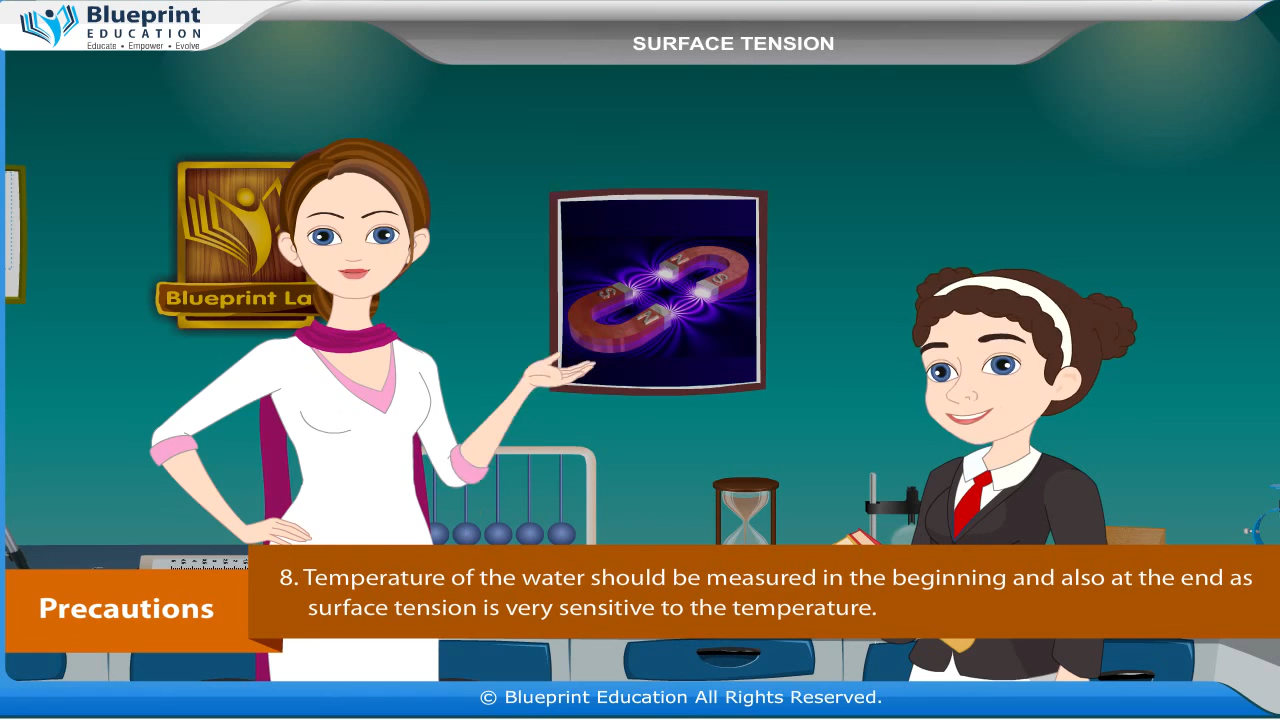 Blueprint
EDUCATION
Educate • Empower • Evolve
SURFACE TENSION
Blueprint La
N
S
S
N
8. Temperature of the water should be measured in the beginning and also at the end as
surface tension is very sensitive to the temperature.
Precautions
© Blueprint Education All Rights Reserved.